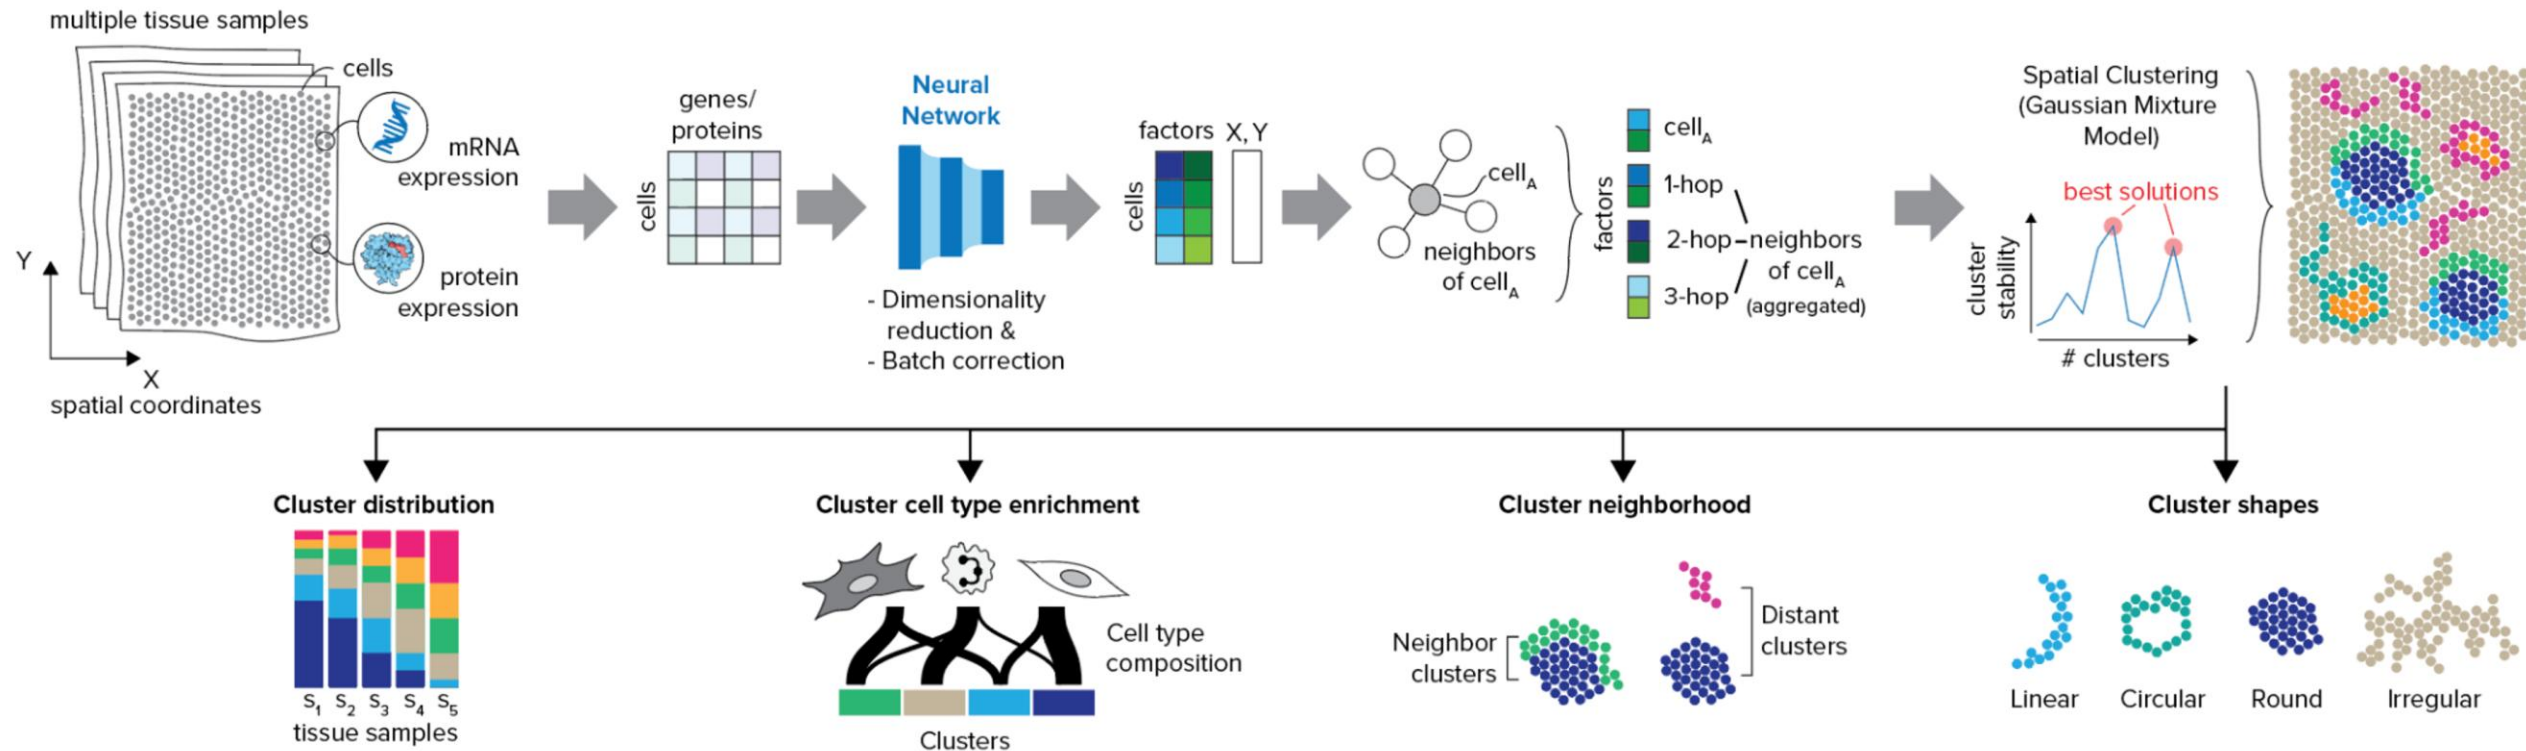 multiple tissue samples
cells
mRNA
expression
protein
expression
Y
X
spatial coordinates
genes/
proteins
cells
Neural
Network
- Dimensionality
reduction &
- Batch correction
factors X, Y
cells
cellA
neighbors
of cellA
factors
cellA
1-hop
2-hop neighbors
of cellA
3-hop (aggregated)
Spatial Clustering
(Gaussian Mixture
Model)
best solutions
cluster
stability
# clusters
Cluster distribution
S1 S2 S3 S4 S5
tissue samples
Cluster cell type enrichment
Cell type
composition
Clusters
Cluster neighborhood
Neighbor
clusters
Distant
clusters
Cluster shapes
Linear Circular Round Irregular